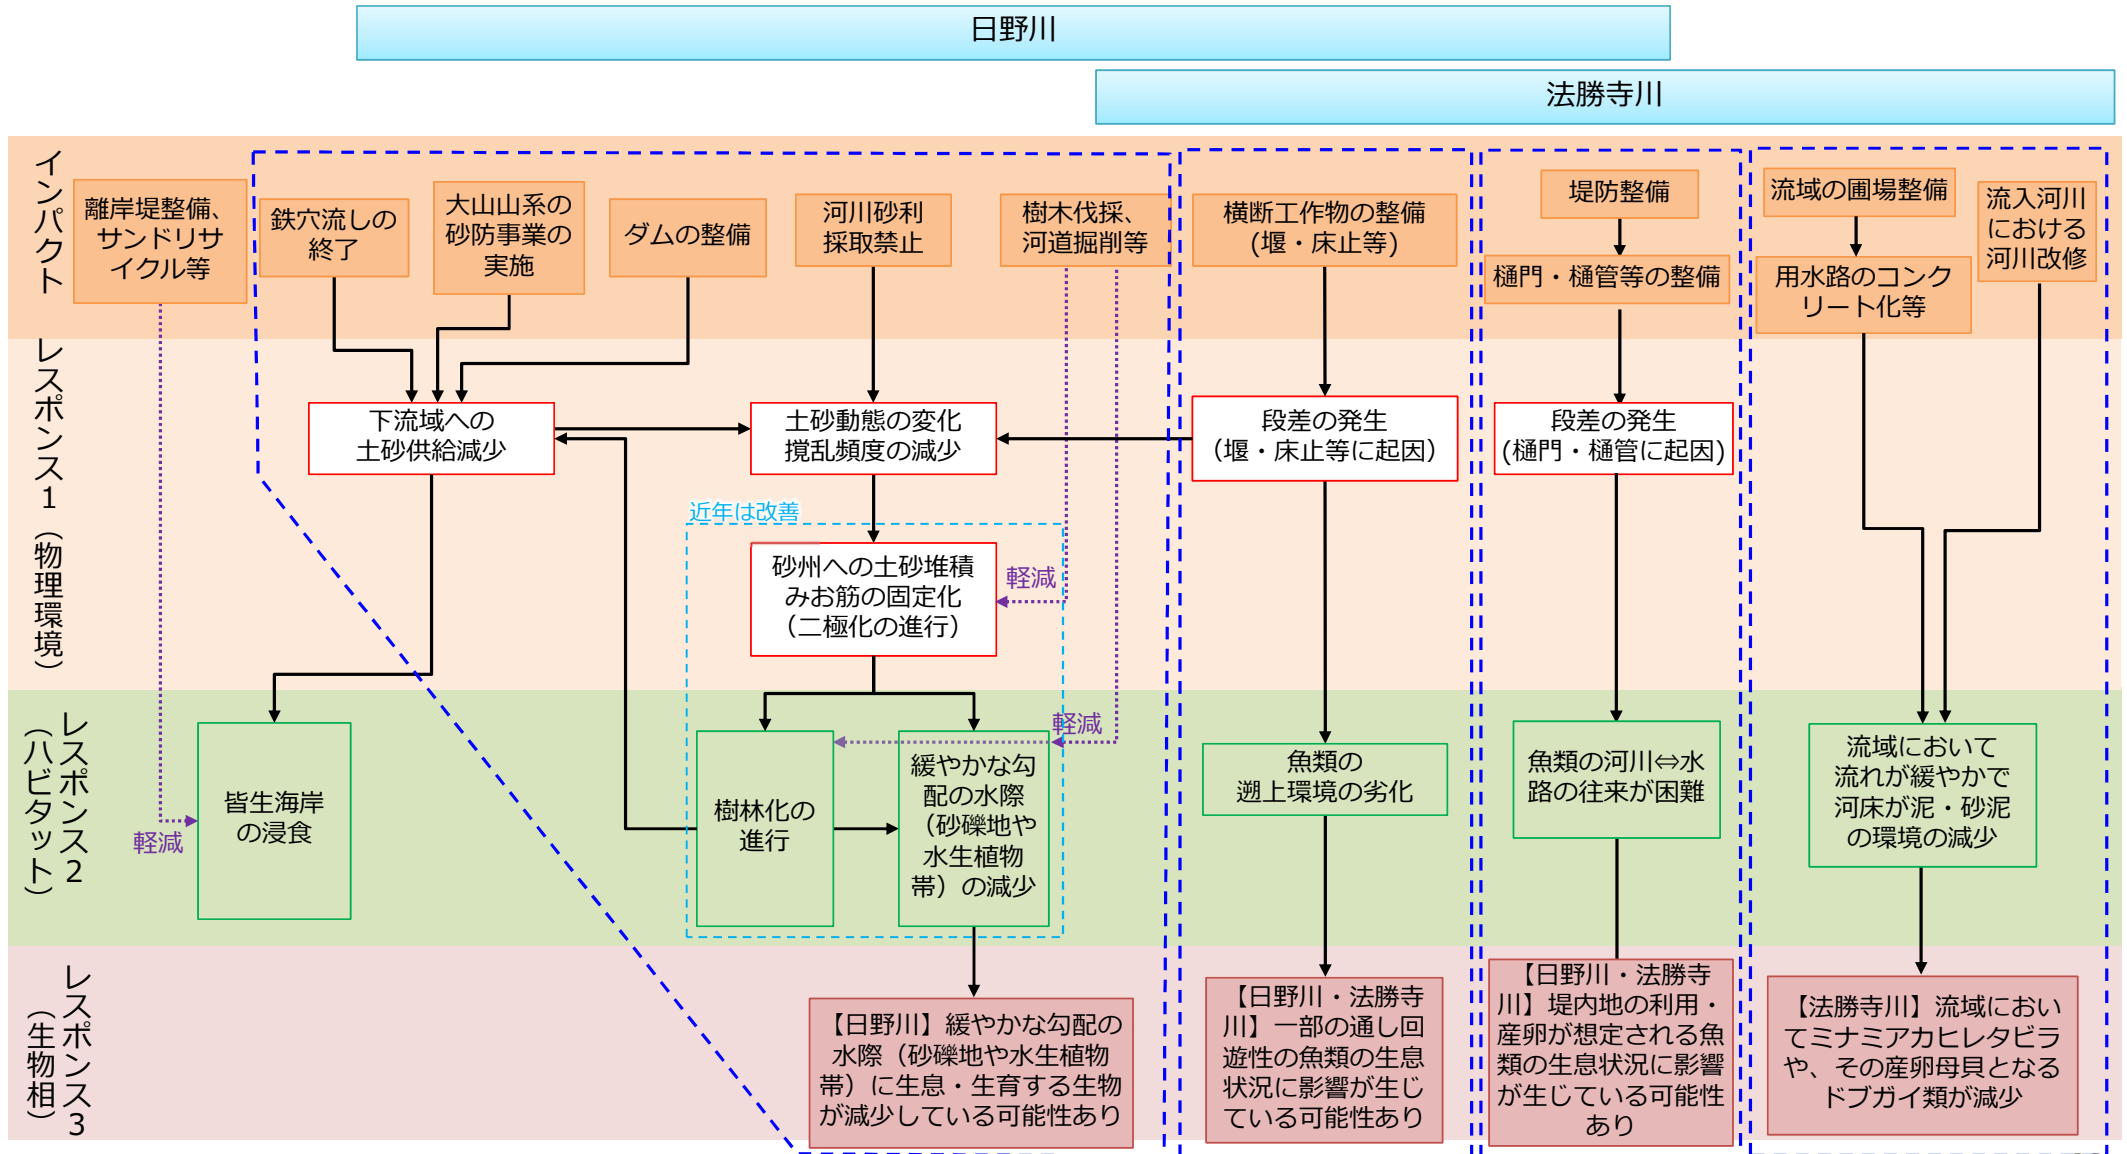 日野川
法勝寺川
インパクト
離岸堤整備、
サンドリサ
イクル等
鉄穴流しの
終了
大山山系の
砂防事業の
実施
ダムの整備
河川砂利
採取禁止
樹木伐採、
河道掘削等
横断工作物の整備
(堰・床止等)
堤防整備
樋門・樋管等の整備
流域の圃場整備
用水路のコンク
リート化等
流入河川
における
河川改修
レスポンス1（物理環境）
下流域への
土砂供給減少
土砂動態の変化
撹乱頻度の減少
段差の発生
（堰・床止等に起因）
段差の発生
(樋門・樋管に起因)
近年は改善
砂州への土砂堆積
みお筋の固定化
（二極化の進行）
軽減
レスポンス2
（ハビタット）
皆生海岸
の浸食
軽減
樹林化の
進行
軽減
緩やかな勾
配の水際
（砂礫地や
水生植物
帯）の減少
魚類の
遡上環境の劣化
魚類の河川⇔水
路の往来が困難
流域において
流れが緩やかで
河床が泥・砂泥
の環境の減少
レスポンス3
（生物相）
【日野川】緩やかな勾配の
水際（砂礫地や水生植物
帯）に生息・生育する生物
が減少している可能性あり
【日野川・法勝寺
川】一部の通し回
遊性の魚類の生息
状況に影響が生じ
ている可能性あり
【日野川・法勝寺
川】堤内地の利用・
産卵が想定される魚
類の生息状況に影響
が生じている可能性
あり
【法勝寺川】流域におい
てミナミアカヒレタビラ
や、その産卵母貝となる
ドブガイ類が減少